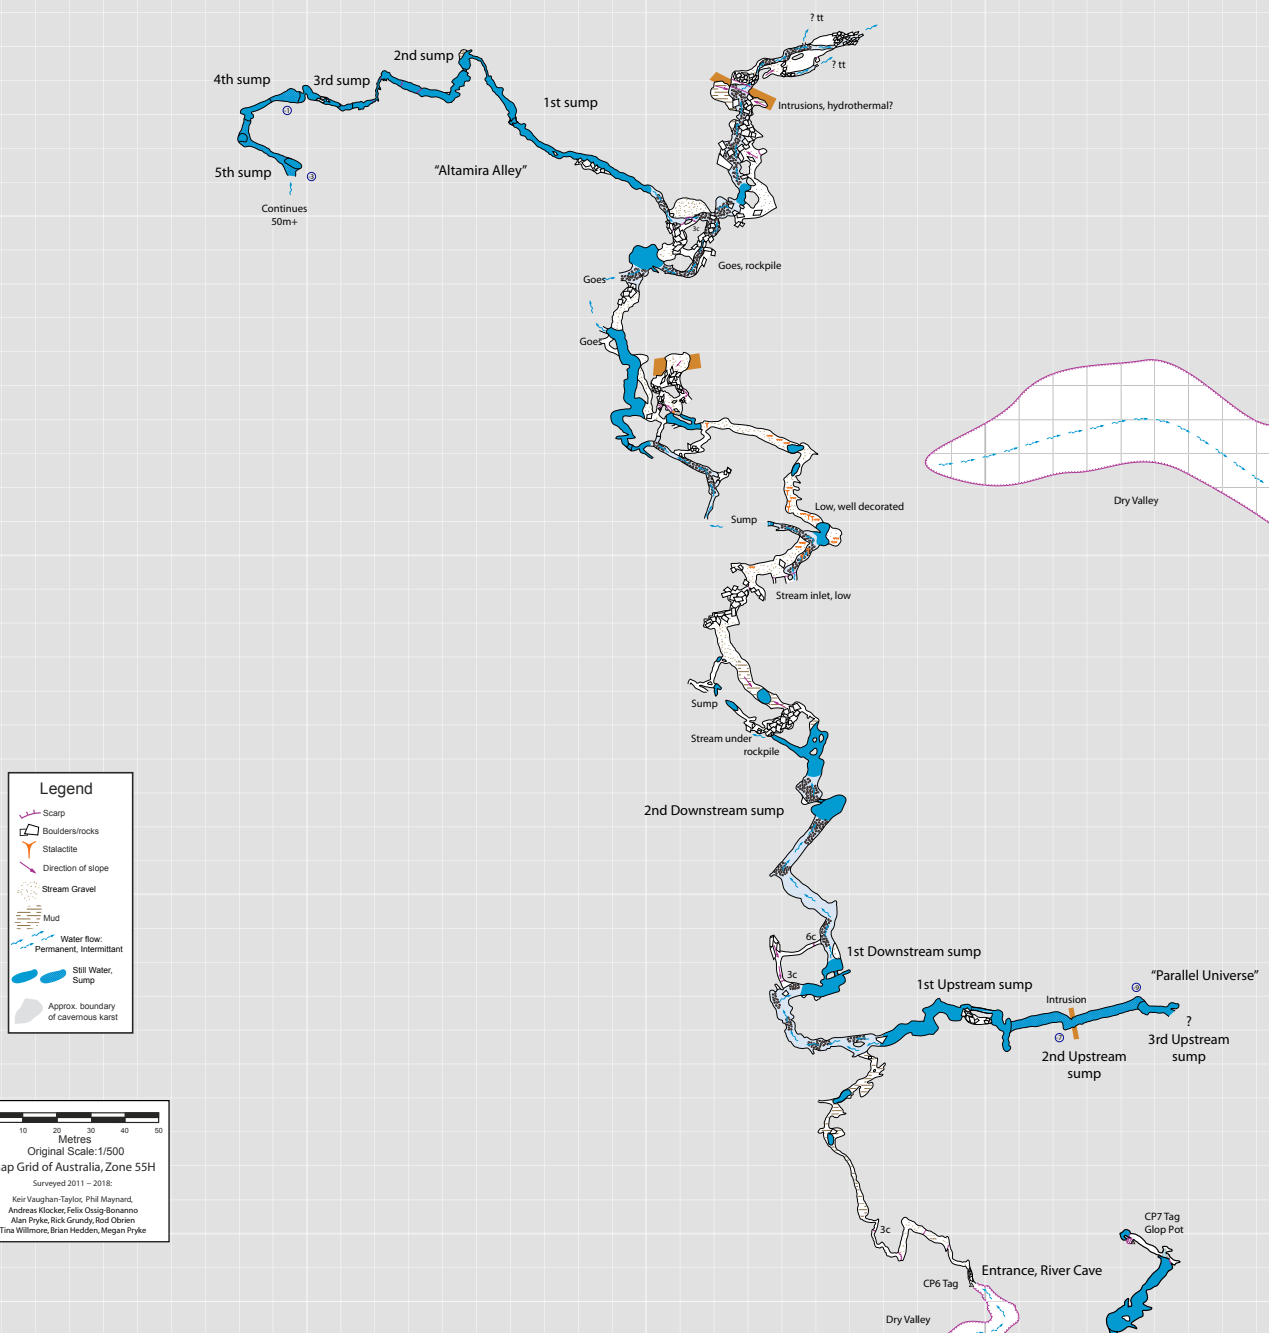 ? tt
2nd sump
? tt
4th sump
3rd sump
1st sump
Intrusions, hydrothermal?
1
5th sump
3
"Altamira Alley"
Continues
50m+
3c
Goes, rockpile
Goes
Goes
Dry Valley
Low, well decorated
Sump
Stream inlet, low
Sump
Stream under
rockpile
2nd Downstream sump
Legend
Scarp
Boulders/rocks
Stalactite
Direction of slope
Stream Gravel
Mud
Water flow:
Permanent, Intermittant
Still Water,
Sump
Approx. boundary
of cavernous karst
6c
1st Downstream sump
3c
"Parallel Universe"
1st Upstream sump
Intrusion
?
3rd Upstream
sump
2nd Upstream
sump
10 20 30 40 50
Metres
Original Scale:1/500
ap Grid of Australia, Zone 55H
Surveyed 2011 – 2018:
Keir Vaughan-Taylor, Phil Maynard,
Andreas Klocker, Felix Ossig-Bonanno
Alan Pryke, Rick Grundy, Rod Obrien
Tina Willmore, Brian Hedden, Megan Pryke
3c
CP7 Tag
Glop Pot
Entrance, River Cave
CP6 Tag
Dry Valley